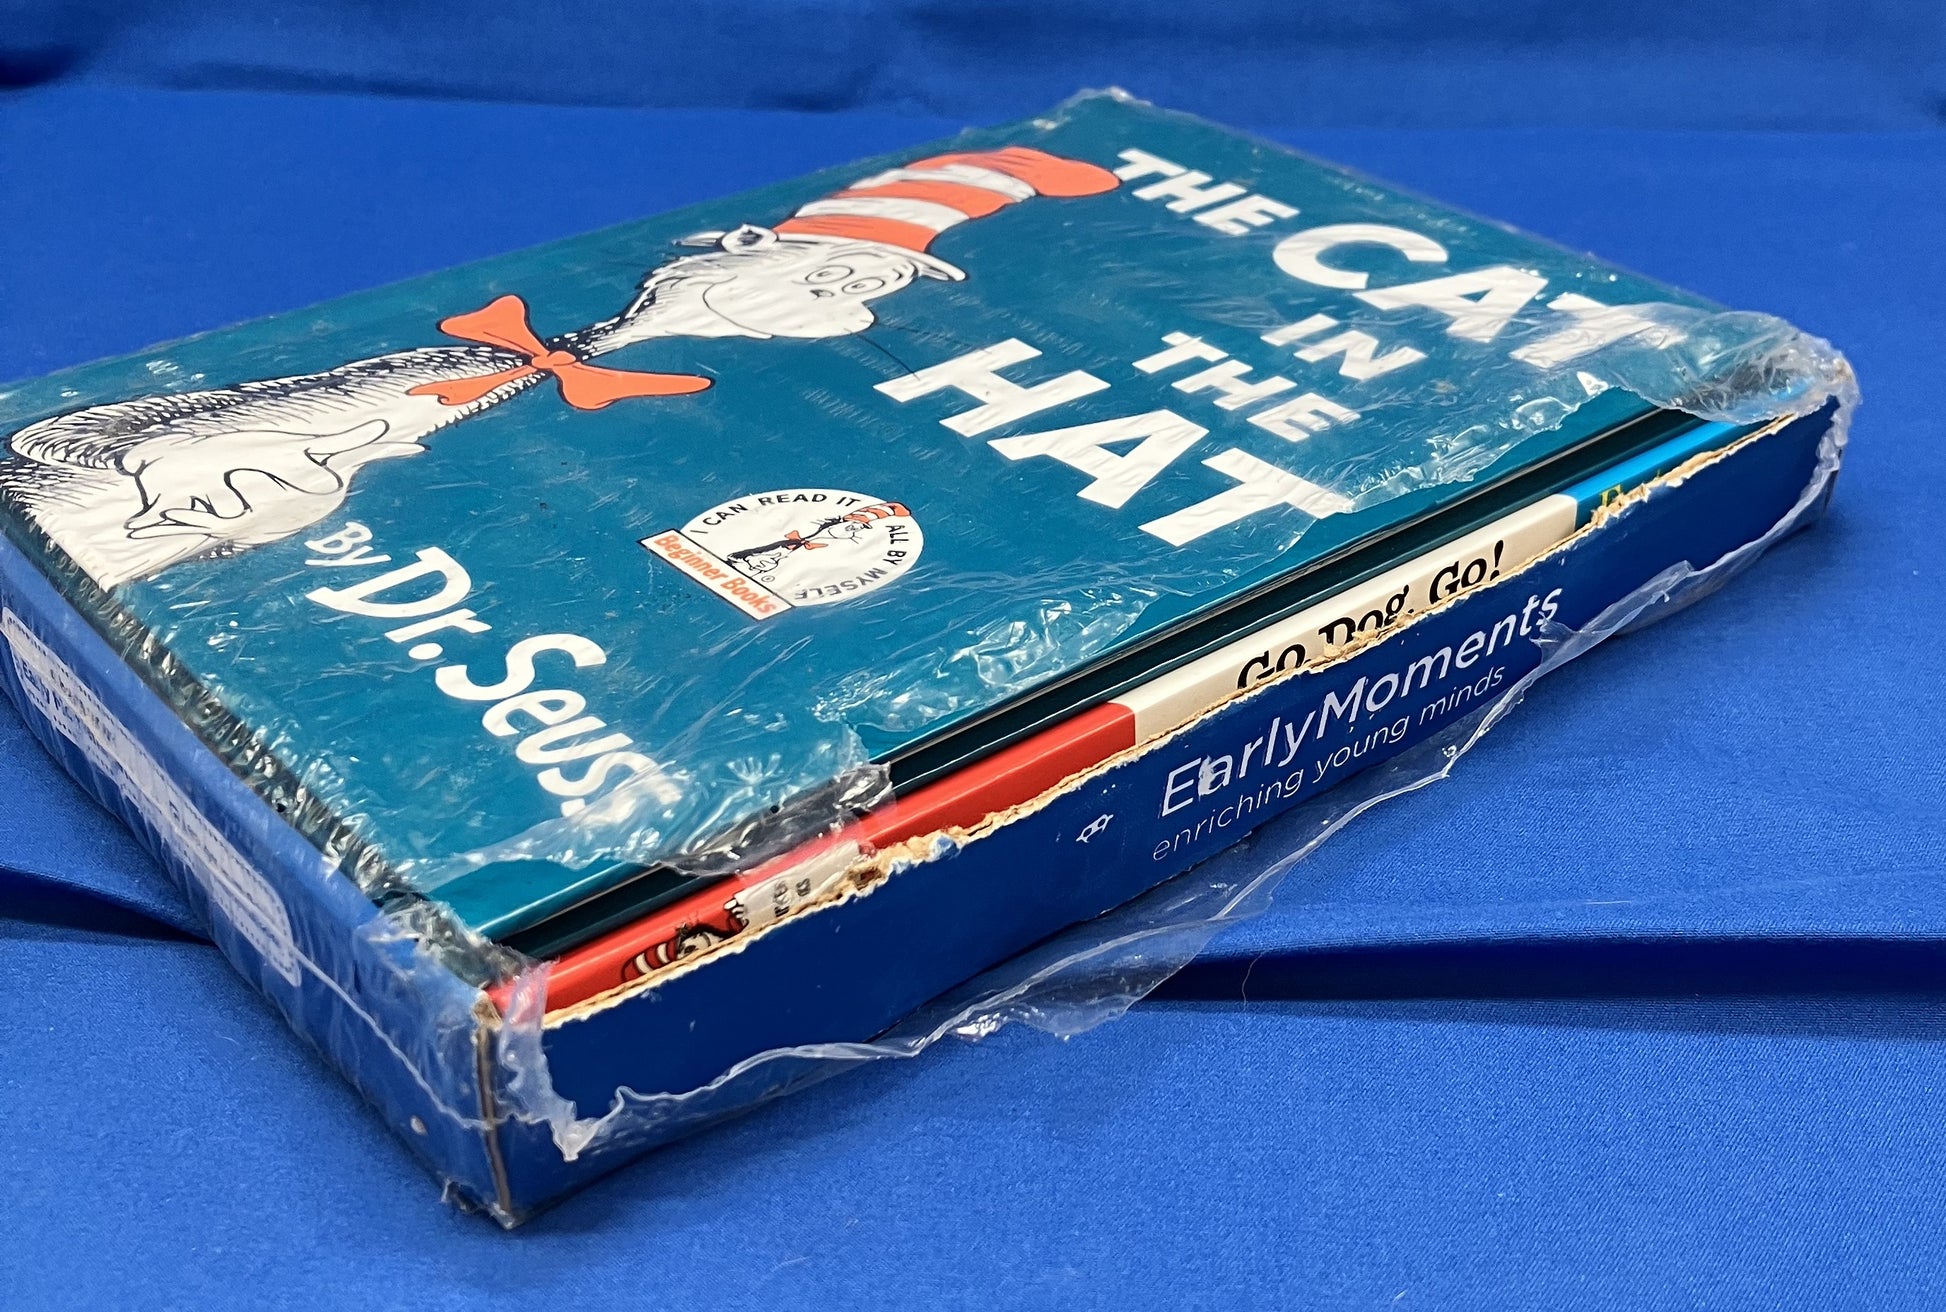 THE
CAT
IN
THE
HAT
By Dr. Seuss
I CAN READ IT ALL BY MYSELF
Beginner Books
Go, Dog. Go!
EarlyMoments
enriching young minds